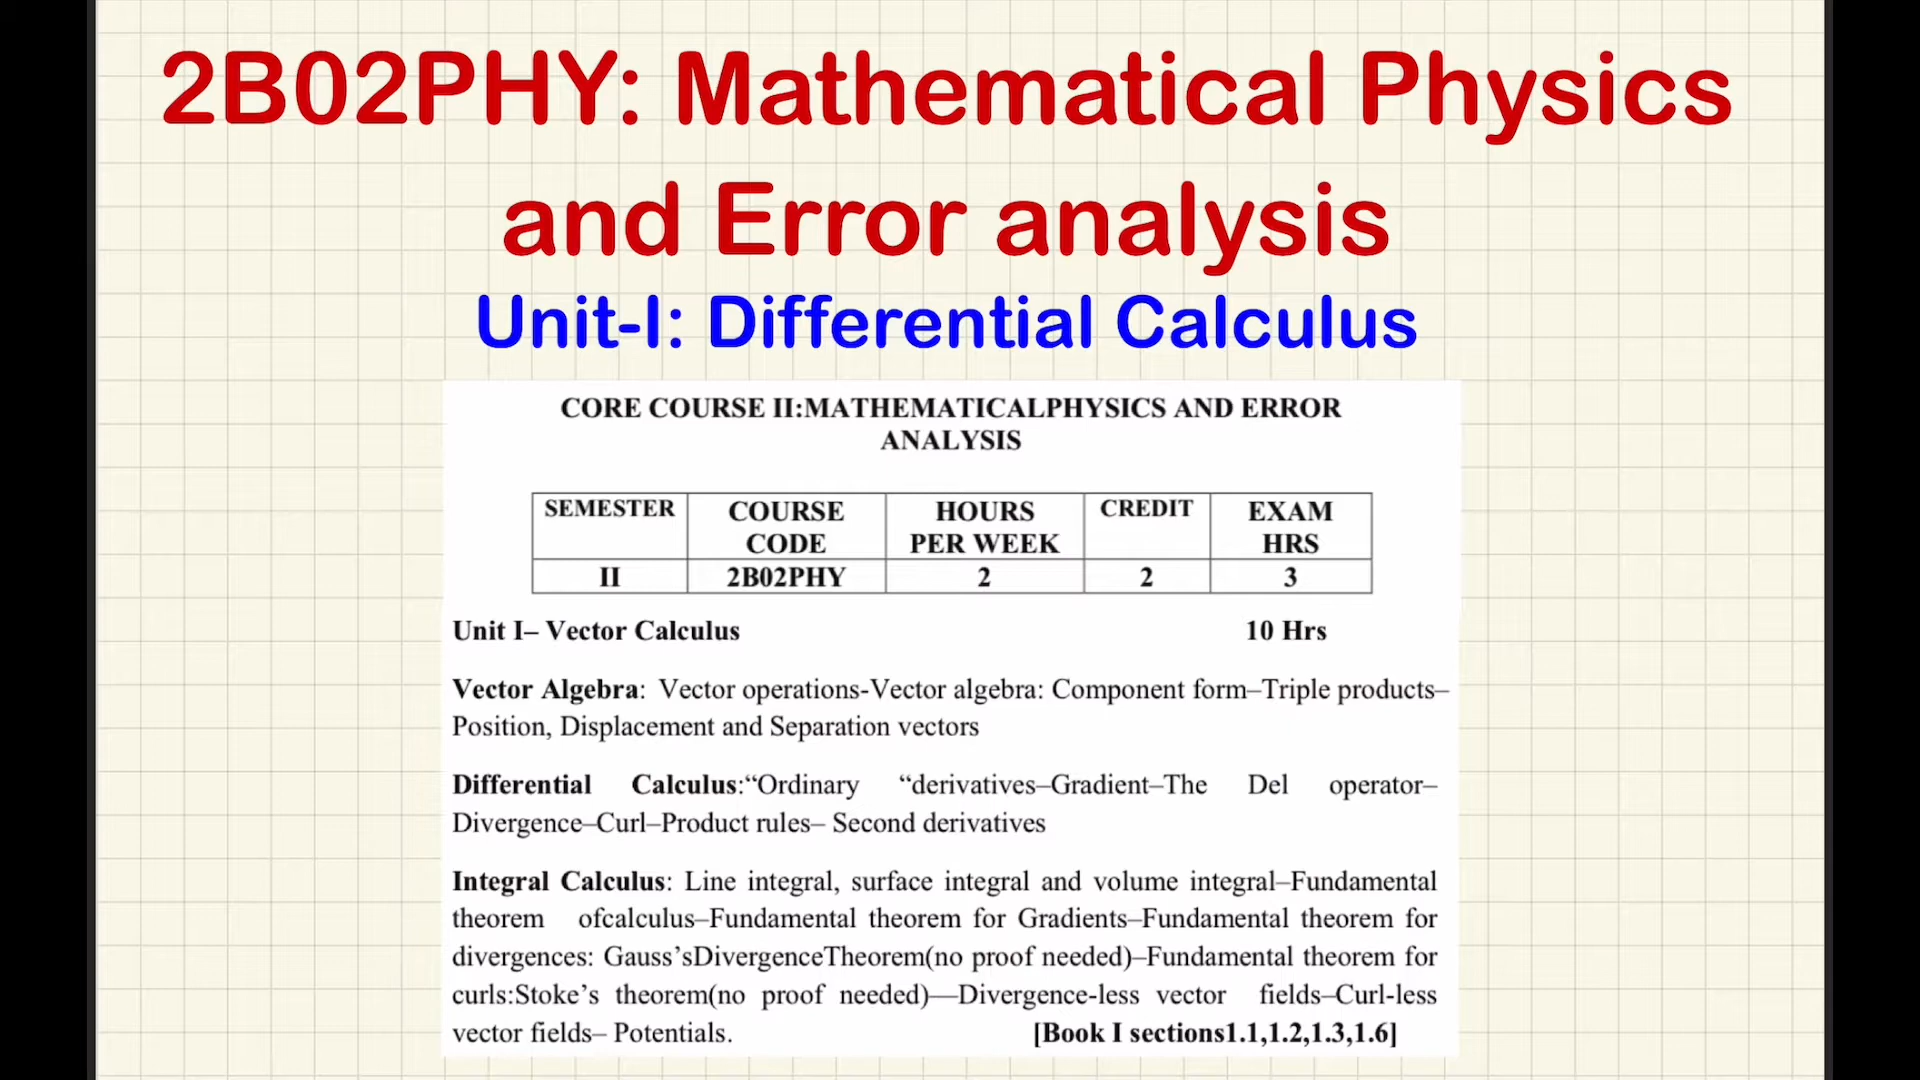 2B02PHY: Mathematical Physics
and Error analysis
Unit-I: Differential Calculus
CORE COURSE II:MATHEMATICALPHYSICS AND ERROR
ANALYSIS
SEMESTER COURSE CODE HOURS PER WEEK CREDIT EXAM HRS
II 2B02PHY 2 2 3
Unit I– Vector Calculus 10 Hrs
Vector Algebra: Vector operations-Vector algebra: Component form–Triple products–
Position, Displacement and Separation vectors
Differential Calculus:“Ordinary “derivatives–Gradient–The Del operator–
Divergence–Curl–Product rules– Second derivatives
Integral Calculus: Line integral, surface integral and volume integral–Fundamental
theorem ofcalculus–Fundamental theorem for Gradients–Fundamental theorem for
divergences: Gauss’sDivergenceTheorem(no proof needed)–Fundamental theorem for
curls:Stoke’s theorem(no proof needed)––Divergence-less vector fields–Curl-less
vector fields– Potentials. [Book I sections1.1,1.2,1.3,1.6]